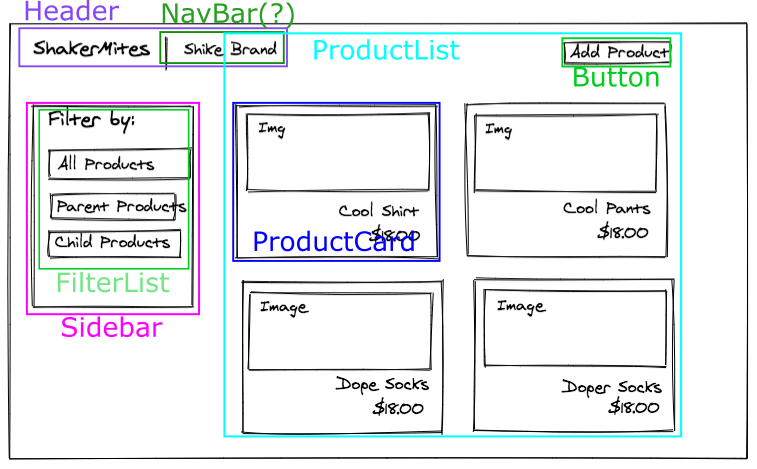 Header
NavBar(?)
ShakerMites
Shike Brand
ProductList
Add Product
Button
Filter by:
All Products
Parent Products
Child Products
FilterList
Sidebar
Img
Cool Shirt
$18.00
ProductCard
Img
Cool Pants
$18.00
Image
Dope Socks
$18.00
Image
Doper Socks
$18.00